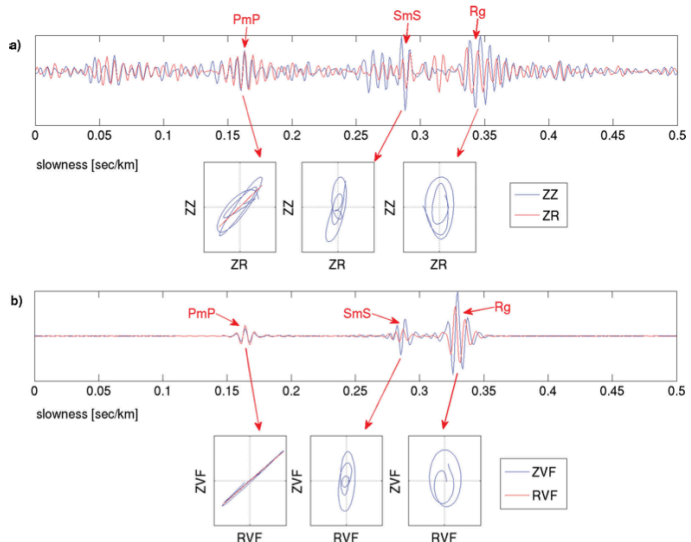 PmP SmS Rg
a)
0 0.05 0.1 0.15 0.2 0.25 0.3 0.35 0.4 0.45 0.5
slowness [sec/km]
ZZ ZZ ZZ
ZR ZR ZR
ZZ
ZR
b)
PmP SmS Rg
0 0.05 0.1 0.15 0.2 0.25 0.3 0.35 0.4 0.45 0.5
slowness [sec/km]
ZVF ZVF ZVF
RVF RVF RVF
ZVF
RVF